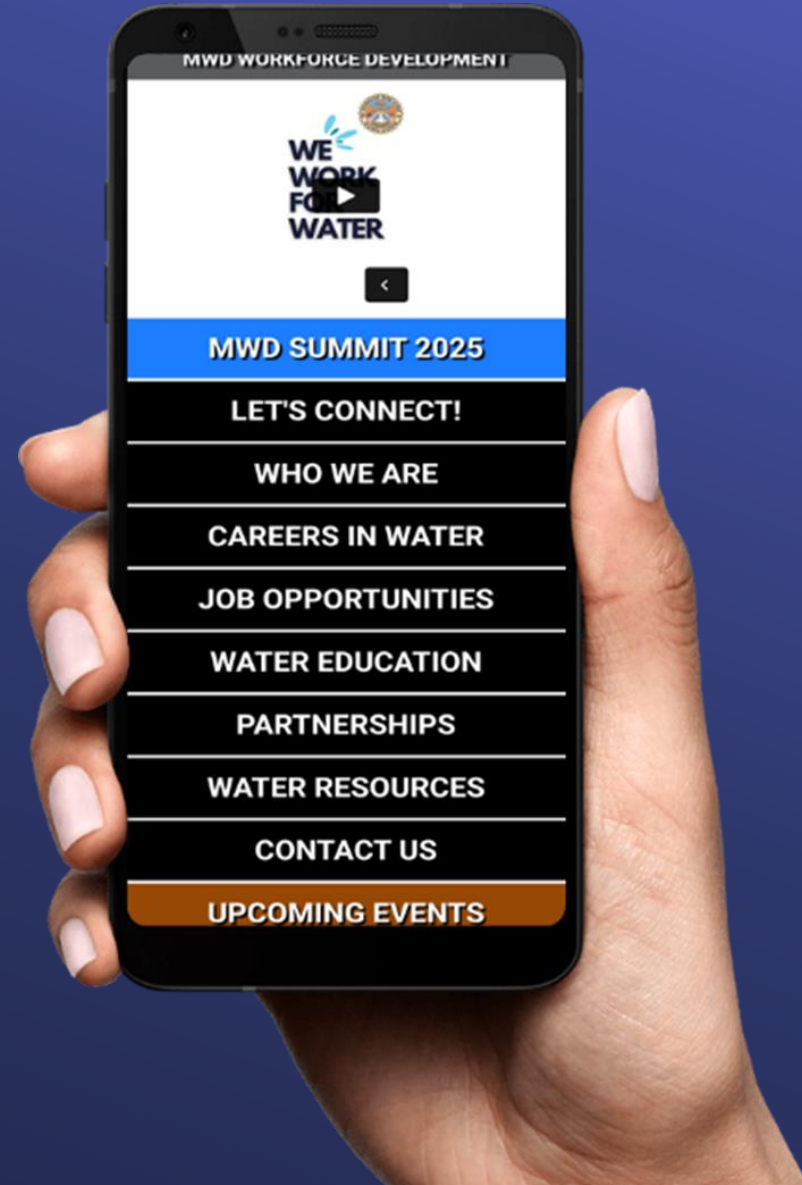 MWD WORKFORCE DEVELOPMENT
WE
WORK
FOR
WATER
MWD SUMMIT 2025
LET'S CONNECT!
WHO WE ARE
CAREERS IN WATER
JOB OPPORTUNITIES
WATER EDUCATION
PARTNERSHIPS
WATER RESOURCES
CONTACT US
UPCOMING EVENTS